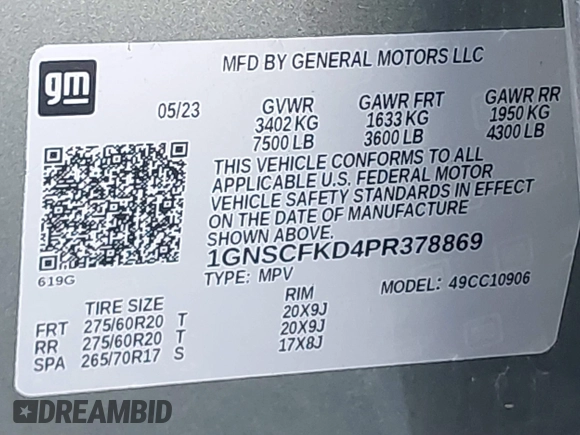 gm
MFD BY GENERAL MOTORS LLC
05/23 GVWR GAWR FRT GAWR RR
3402 KG 1633 KG 1950 KG
7500 LB 3600 LB 4300 LB
THIS VEHICLE CONFORMS TO ALL
APPLICABLE U.S. FEDERAL MOTOR
VEHICLE SAFETY STANDARDS IN EFFECT
ON THE DATE OF MANUFACTURE
SHOWN ABOVE.
1GNSCFKD4PR378869
619G
TYPE: MPV MODEL: 49CC10906
TIRE SIZE RIM
FRT 275/60R20 T 20X9J
RR 275/60R20 T 20X9J
SPA 265/70R17 S 17X8J
DREAMBID